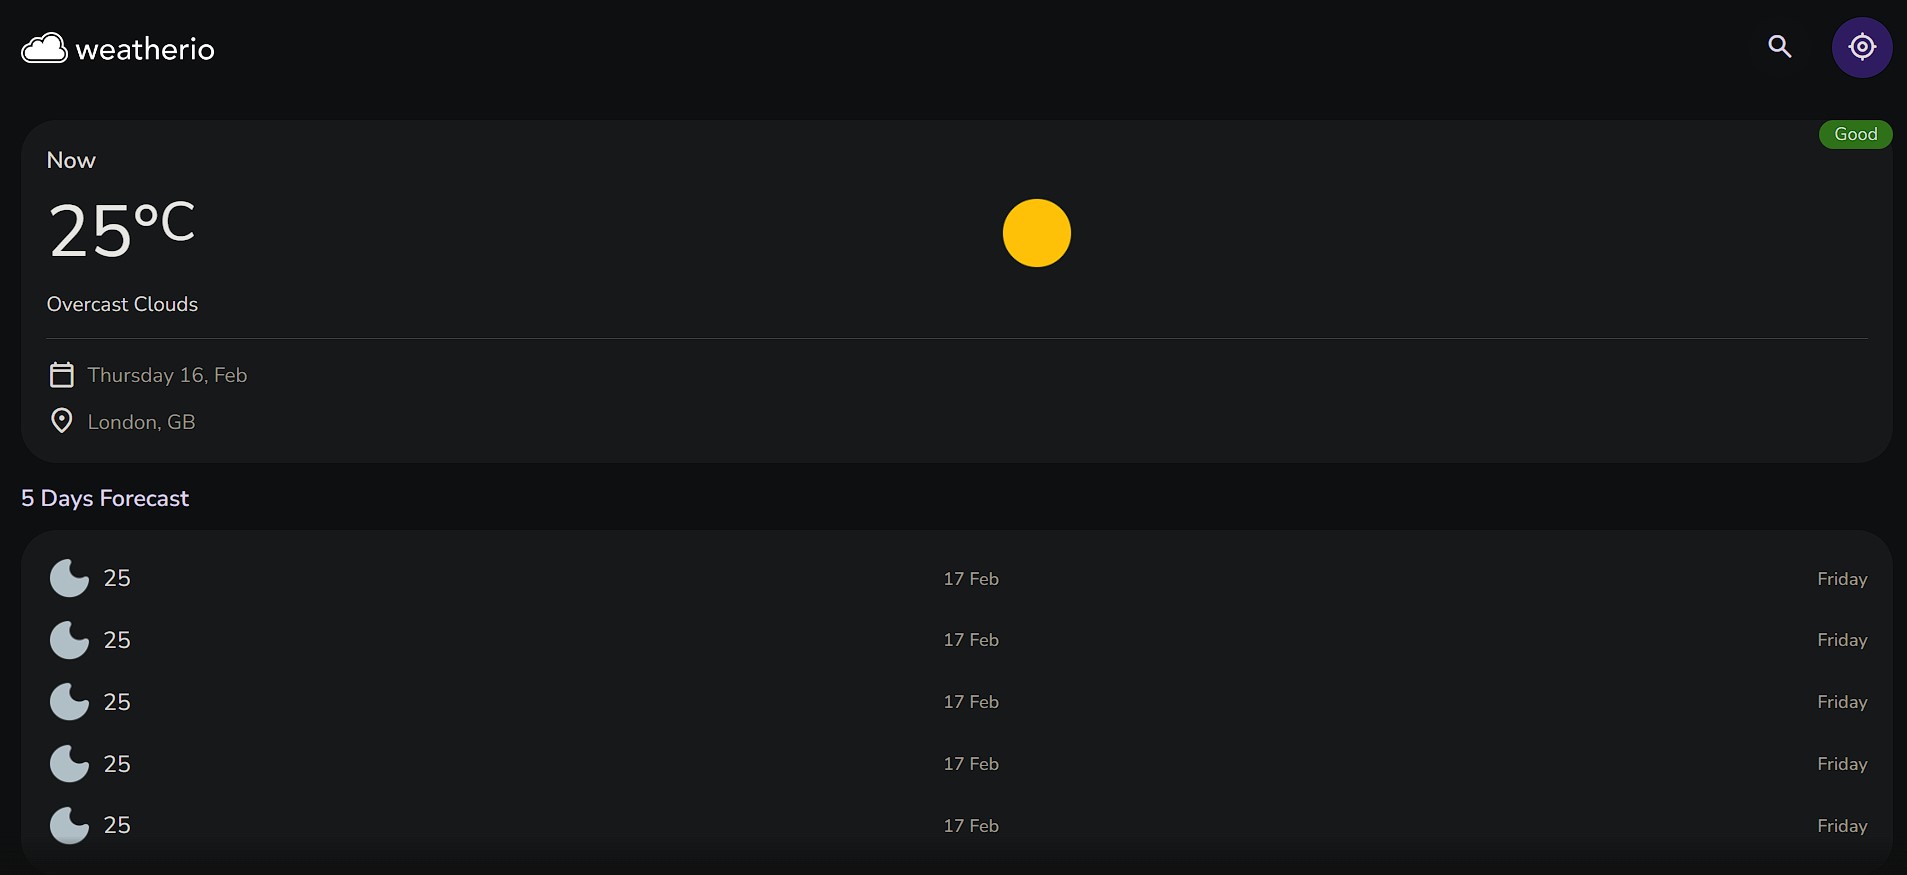 weatherio
Good
Now
25°C
Overcast Clouds
Thursday 16, Feb
London, GB
5 Days Forecast
25 17 Feb Friday
25 17 Feb Friday
25 17 Feb Friday
25 17 Feb Friday
25 17 Feb Friday